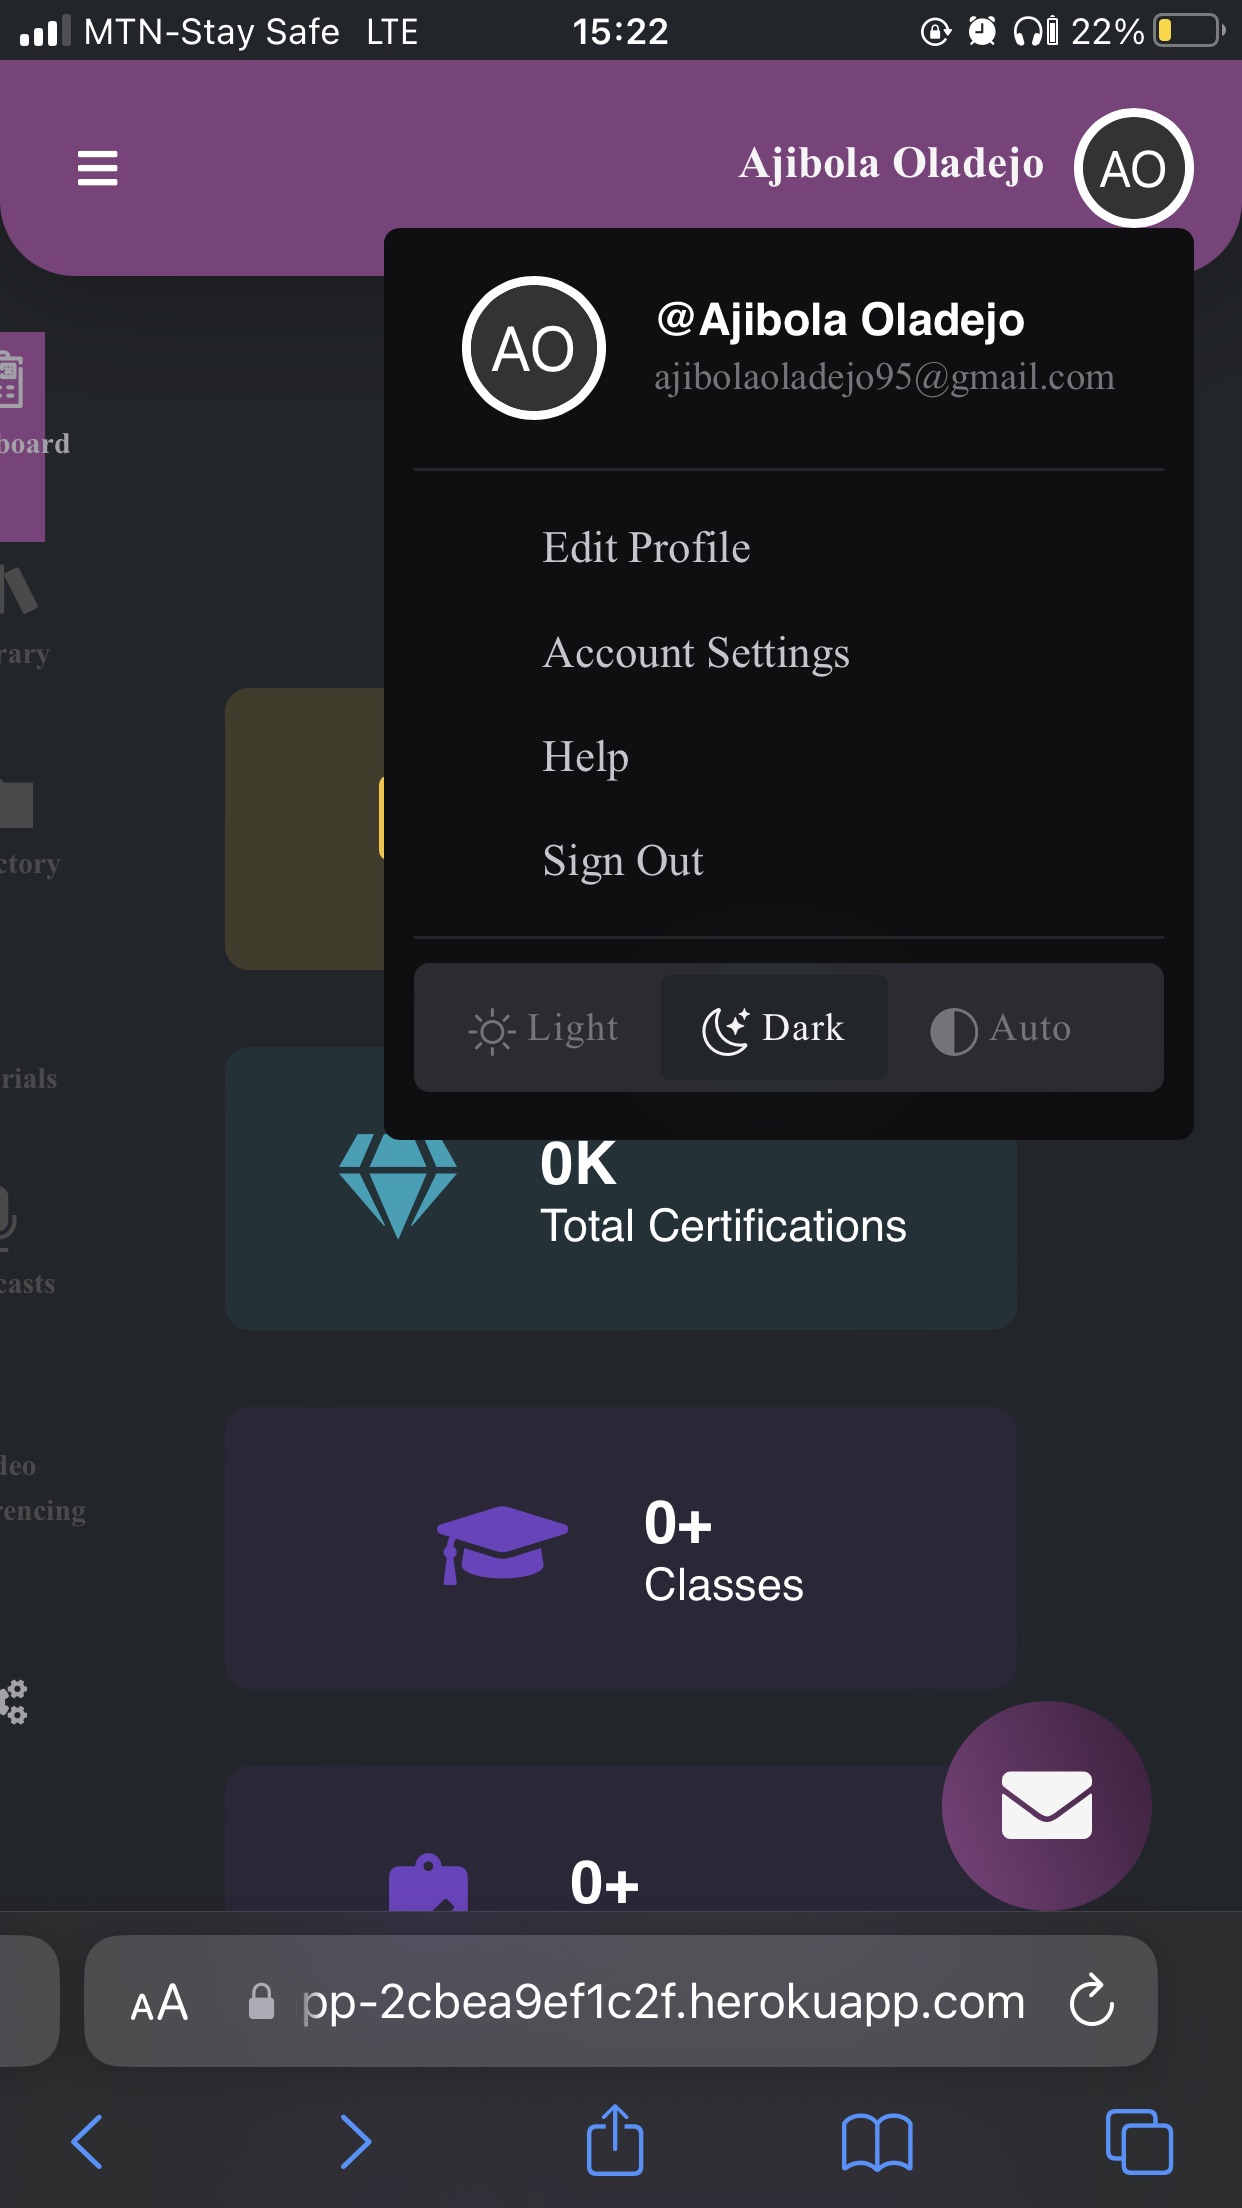 MTN-Stay Safe LTE 15:22 22%
Ajibola Oladejo AO
AO @Ajibola Oladejo
ajibolaoladejo95@gmail.com
board
Edit Profile
rary
Account Settings
Help
ctory
Sign Out
Light Dark Auto
rials
0K
Total Certifications
casts
deo
rencing
0+
Classes
0+
AA pp-2cbea9ef1c2f.herokuapp.com